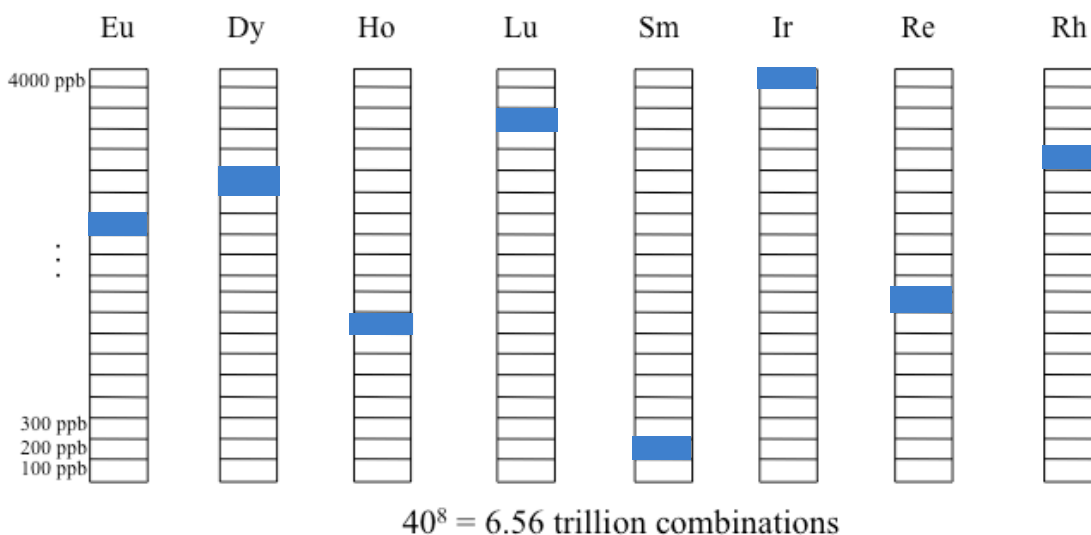 Eu Dy Ho Lu Sm Ir Re Rh
4000 ppb
⋮
300 ppb
200 ppb
100 ppb
40⁸ = 6.56 trillion combinations